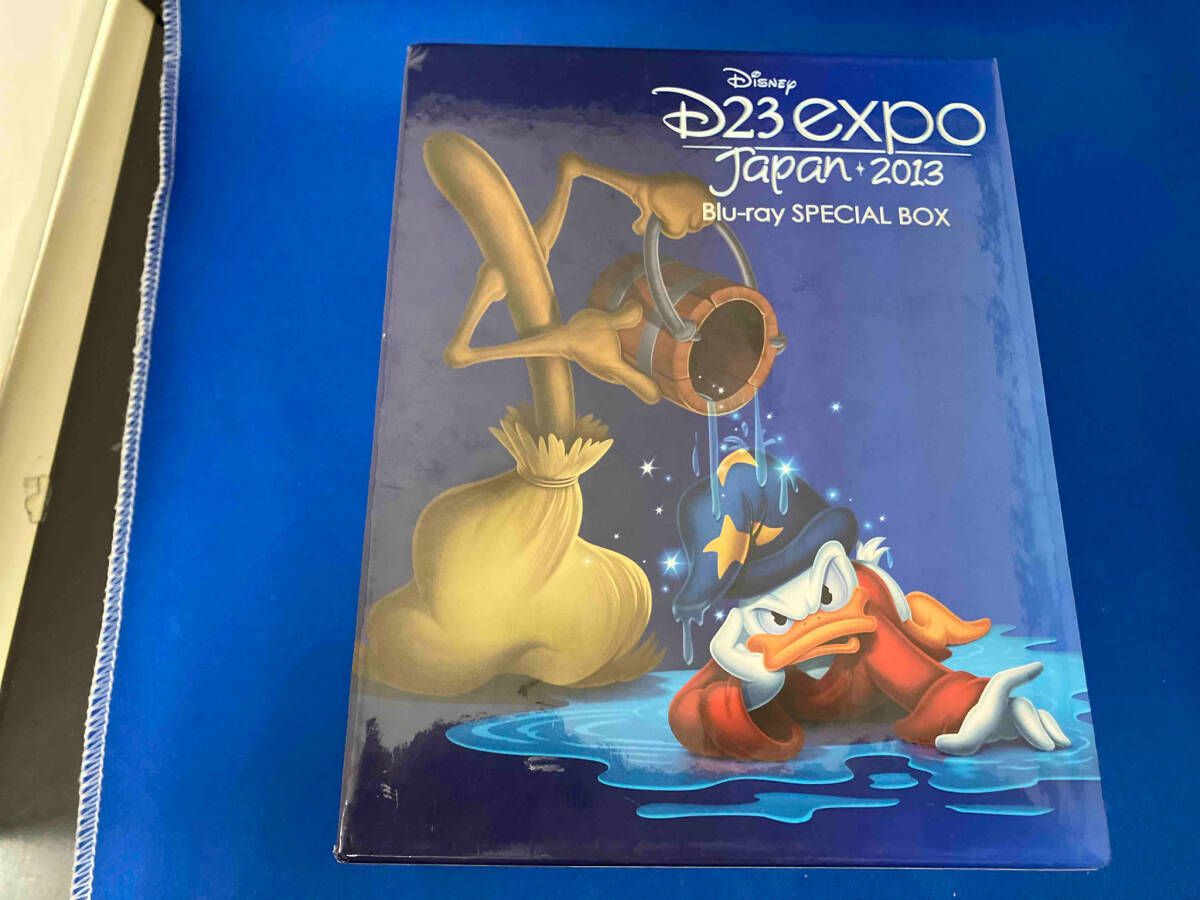 Disney
D23 expo
Japan 2013
Blu-ray SPECIAL BOX